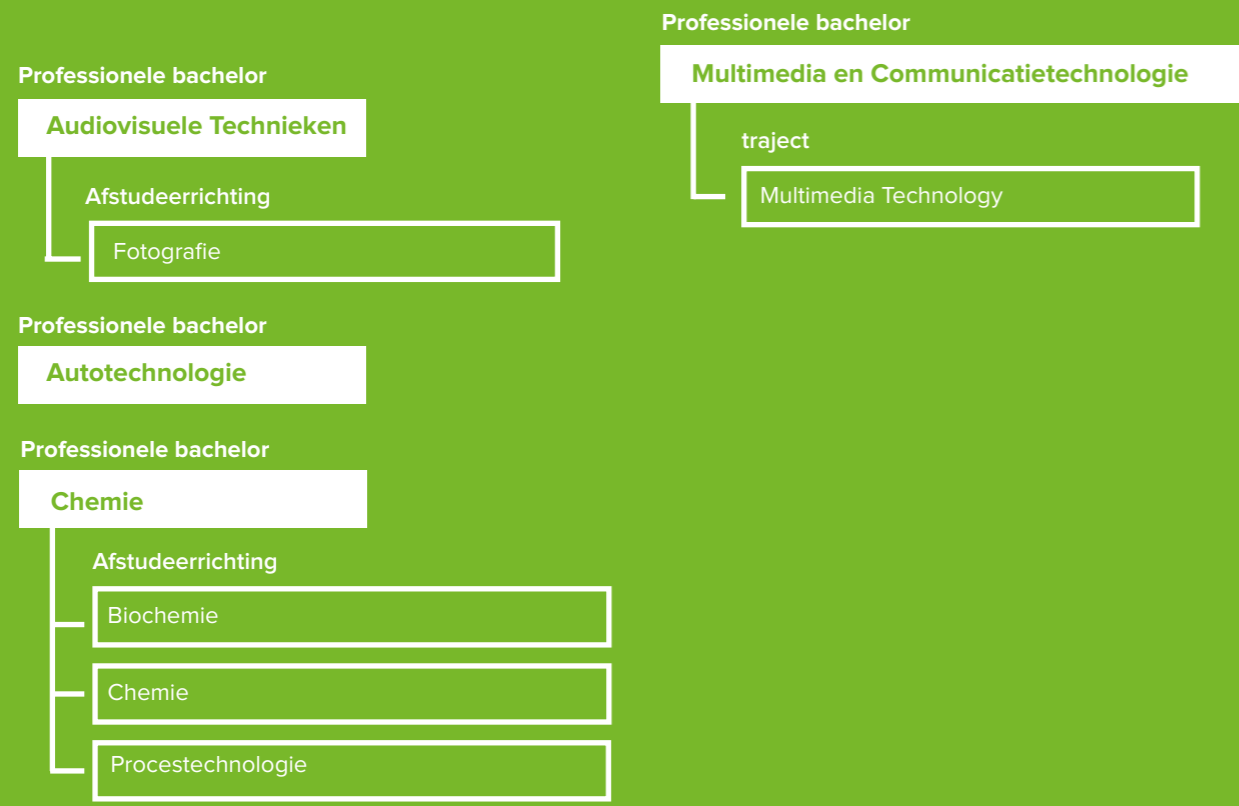 Professionele bachelor
Audiovisuele Technieken
Afstudeerrichting
Fotografie
Professionele bachelor
Autotechnologie
Professionele bachelor
Chemie
Afstudeerrichting
Biochemie
Chemie
Procestechnologie
Professionele bachelor
Multimedia en Communicatietechnologie
traject
Multimedia Technology